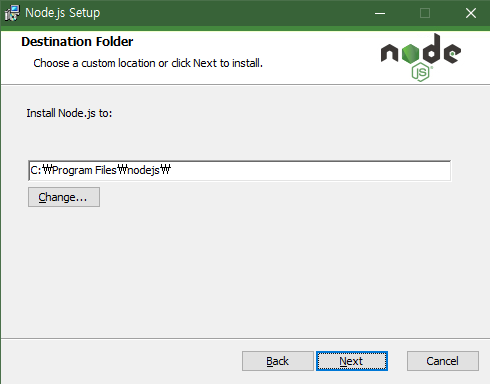 Node.js Setup
Destination Folder
Choose a custom location or click Next to install.
node
JS
Install Node.js to:
C:₩Program Files₩nodejs₩
Change...
Back
Next
Cancel